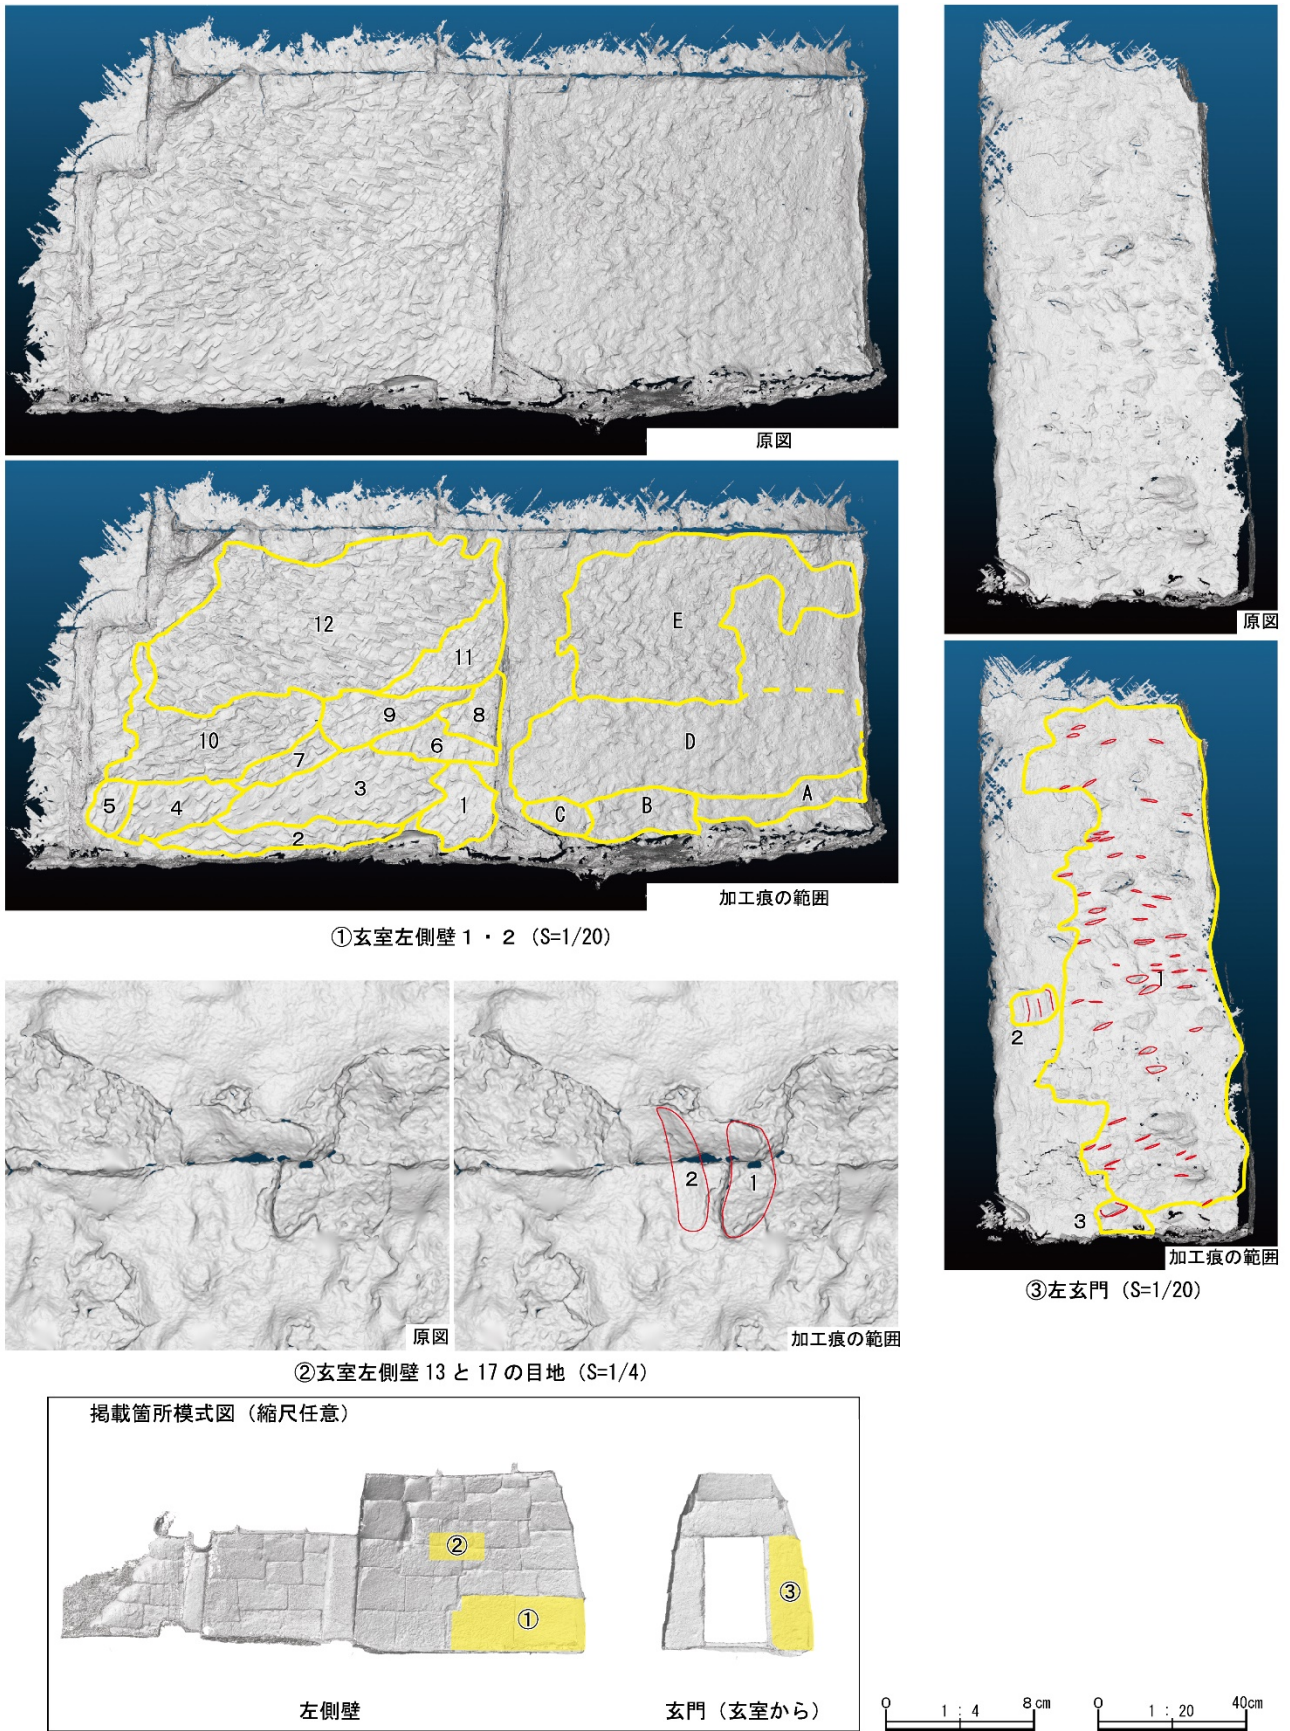 原図
12
11
E
9
8
10
7
6
D
5
4
3
1
A
B
C
2
加工痕の範囲
①玄室左側壁1・2 (S=1/20)
原図
1
2
3
加工痕の範囲
③左玄門 (S=1/20)
原図
2
1
加工痕の範囲
②玄室左側壁13と17の目地 (S=1/4)
掲載箇所模式図(縮尺任意)
②
①
③
左側壁
玄門(玄室から)
0 1:4 8cm
0 1:20 40cm